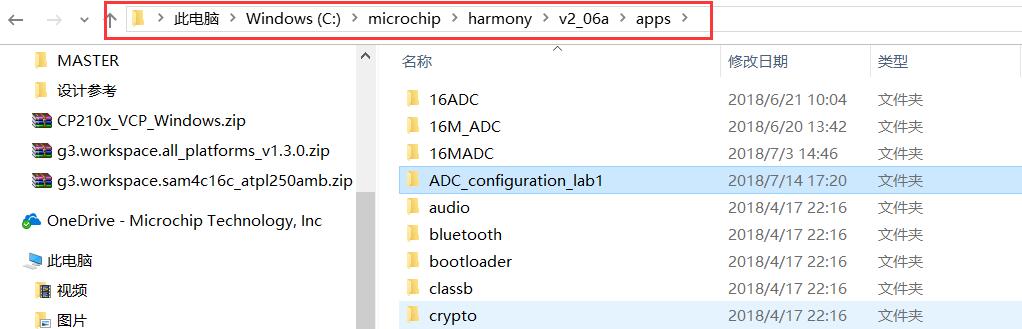 此电脑 > Windows (C:) > microchip > harmony > v2_06a > apps >
MASTER
设计参考
CP210x_VCP_Windows.zip
g3.workspace.all_platforms_v1.3.0.zip
g3.workspace.sam4c16c_atpl250amb.zip
OneDrive - Microchip Technology, Inc
此电脑
视频
图片
名称 修改日期 类型
16ADC 2018/6/21 10:04 文件夹
16M_ADC 2018/6/20 13:42 文件夹
16MADC 2018/7/3 14:46 文件夹
ADC_configuration_lab1 2018/7/14 17:20 文件夹
audio 2018/4/17 22:16 文件夹
bluetooth 2018/4/17 22:16 文件夹
bootloader 2018/4/17 22:16 文件夹
classb 2018/4/17 22:16 文件夹
crypto 2018/4/17 22:16 文件夹